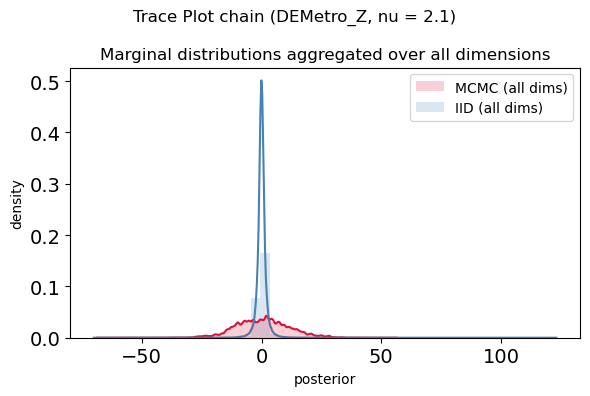 Trace Plot chain (DEMetro_Z, nu = 2.1)
Marginal distributions aggregated over all dimensions
MCMC (all dims)
IID (all dims)
density
0.5
0.4
0.3
0.2
0.1
0.0
−50
0
50
100
posterior